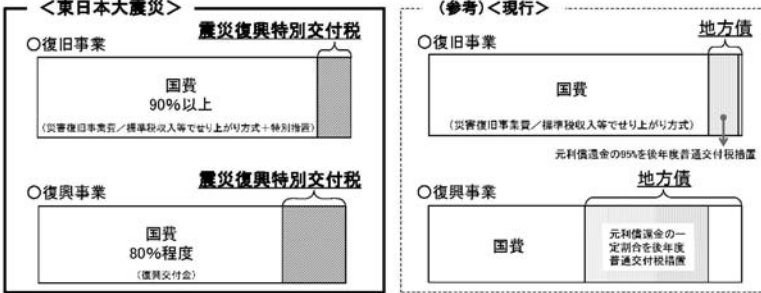 ＜東日本大震災＞
震災復興特別交付税
○復旧事業
国費
90％以上
（災害復旧事業費／標準税収入等でせり上がり方式＋特別措置）
震災復興特別交付税
○復興事業
国費
80％程度
（復興交付金）
（参考）＜現行＞
地方債
○復旧事業
国費
（災害復旧事業費／標準税収入等でせり上がり方式）
元利償還金の95％を後年度普通交付税措置
地方債
○復興事業
国費
元利償還金の一
定割合を後年度
普通交付税措置